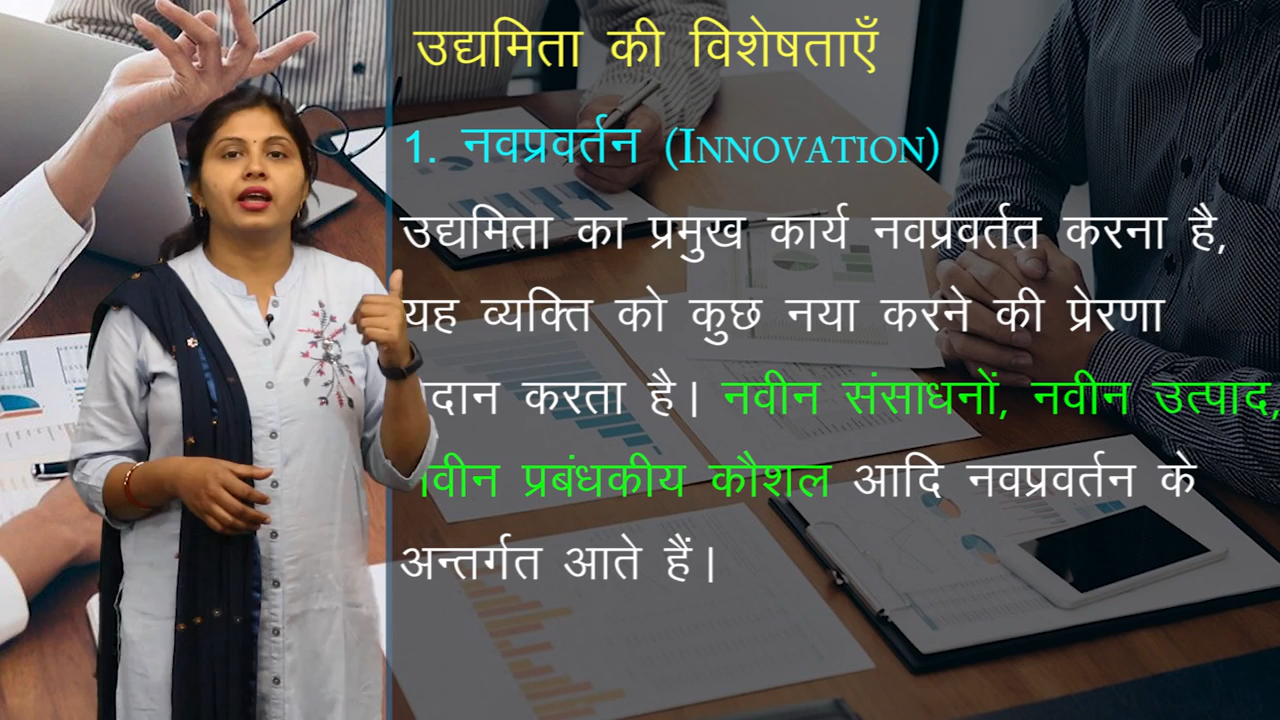 उद्यमिता की विशेषताएँ
1. नवप्रवर्तन (INNOVATION)
उद्यमिता का प्रमुख कार्य नवप्रवर्तत करना है,
यह व्यक्ति को कुछ नया करने की प्रेरणा
दान करता है। नवीन संसाधनों, नवीन उत्पाद,
वीन प्रबंधकीय कौशल आदि नवप्रवर्तन के
अन्तर्गत आते हैं।